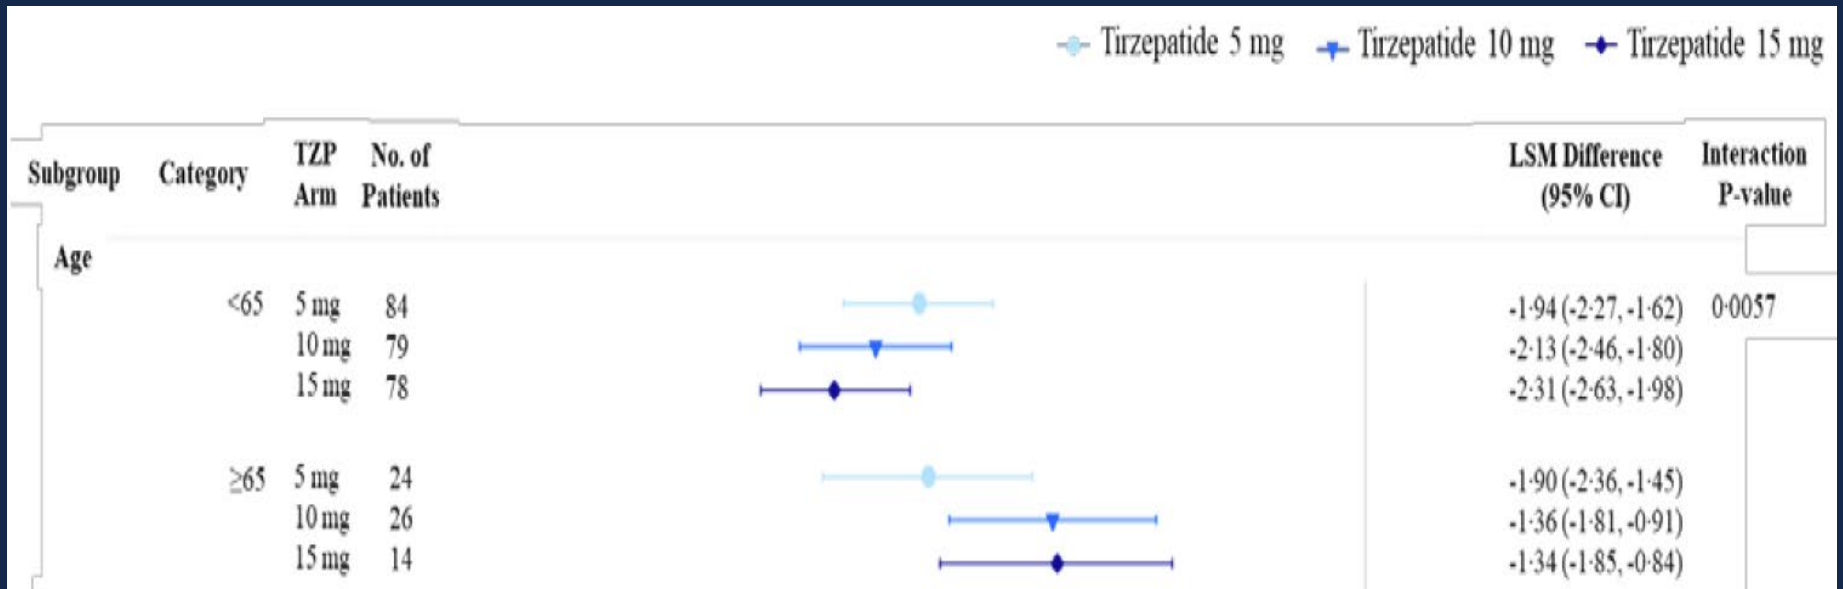 Tirzepatide 5 mg Tirzepatide 10 mg Tirzepatide 15 mg
Subgroup Category TZP Arm No. of Patients LSM Difference (95% CI) Interaction P-value
Age
<65 5 mg 84 -1·94 (-2·27, -1·62) 0·0057
10 mg 79 -2·13 (-2·46, -1·80)
15 mg 78 -2·31 (-2·63, -1·98)
≥65 5 mg 24 -1·90 (-2·36, -1·45)
10 mg 26 -1·36 (-1·81, -0·91)
15 mg 14 -1·34 (-1·85, -0·84)